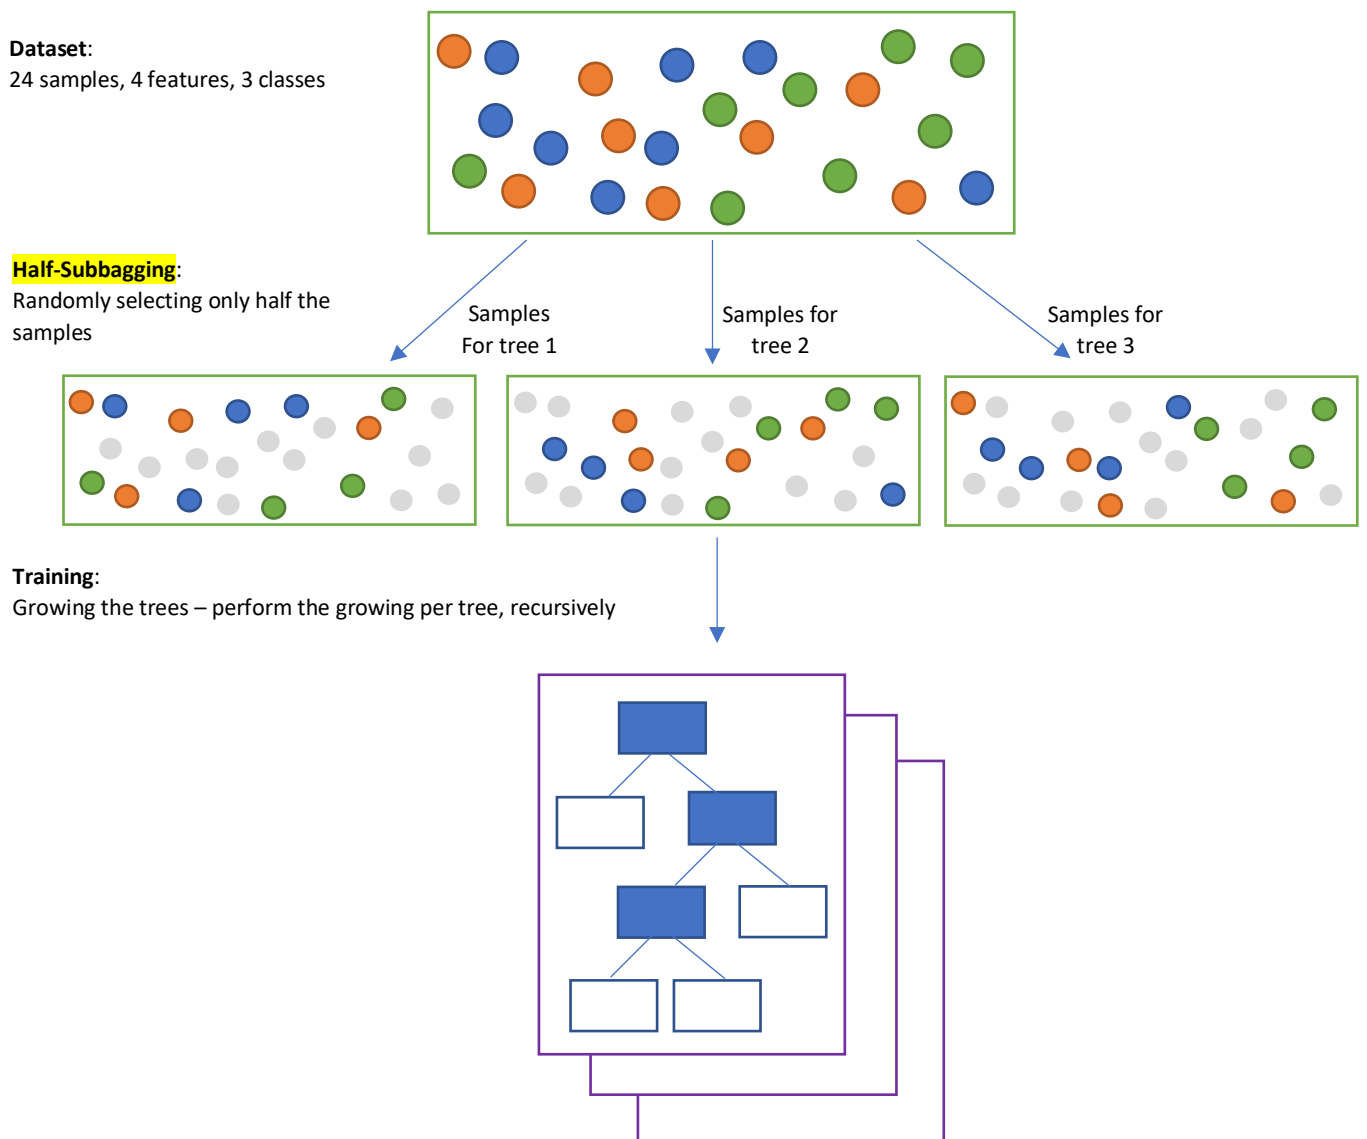 Dataset:
24 samples, 4 features, 3 classes
Half-Subbagging:
Randomly selecting only half the
samples
Samples
For tree 1
Samples for
tree 2
Samples for
tree 3
Training:
Growing the trees – perform the growing per tree, recursively